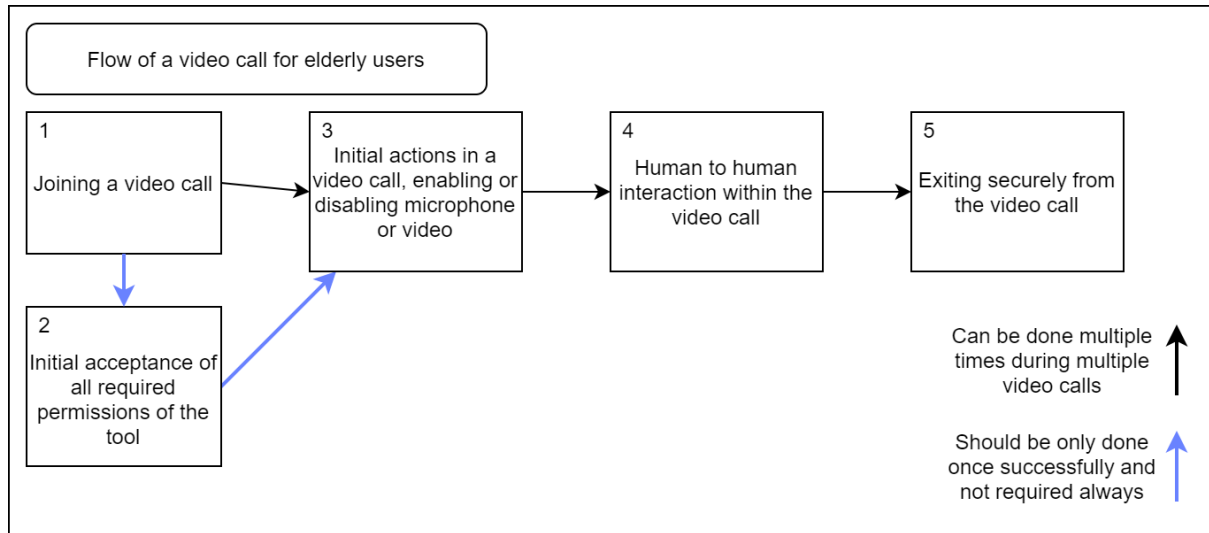 Flow of a video call for elderly users
1
Joining a video call
2
Initial acceptance of
all required
permissions of the
tool
3
Initial actions in a
video call, enabling or
disabling microphone
or video
4
Human to human
interaction within the
video call
5
Exiting securely from
the video call
Can be done multiple
times during multiple
video calls
Should be only done
once successfully and
not required always